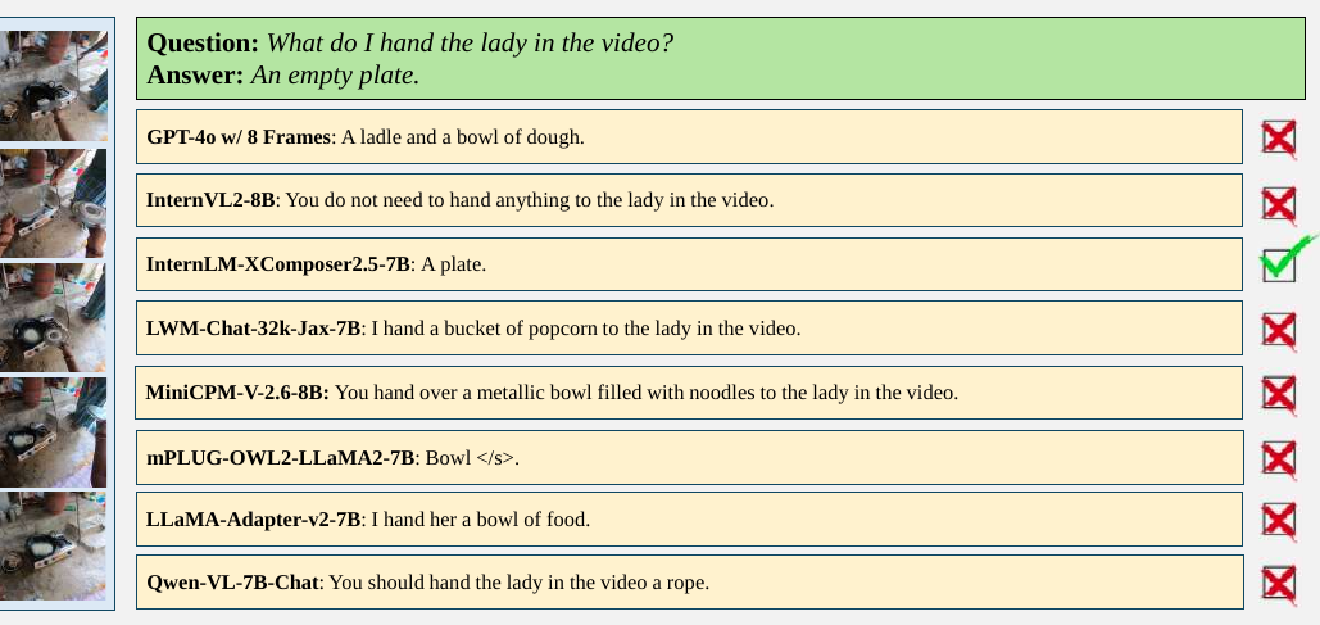 Question: What do I hand the lady in the video?
Answer: An empty plate.
GPT-4o w/ 8 Frames: A ladle and a bowl of dough.
InternVL2-8B: You do not need to hand anything to the lady in the video.
InternLM-XComposer2.5-7B: A plate.
LWM-Chat-32k-Jax-7B: I hand a bucket of popcorn to the lady in the video.
MiniCPM-V-2.6-8B: You hand over a metallic bowl filled with noodles to the lady in the video.
mPLUG-OWL2-LLaMA2-7B: Bowl </s>.
LLaMA-Adapter-v2-7B: I hand her a bowl of food.
Qwen-VL-7B-Chat: You should hand the lady in the video a rope.